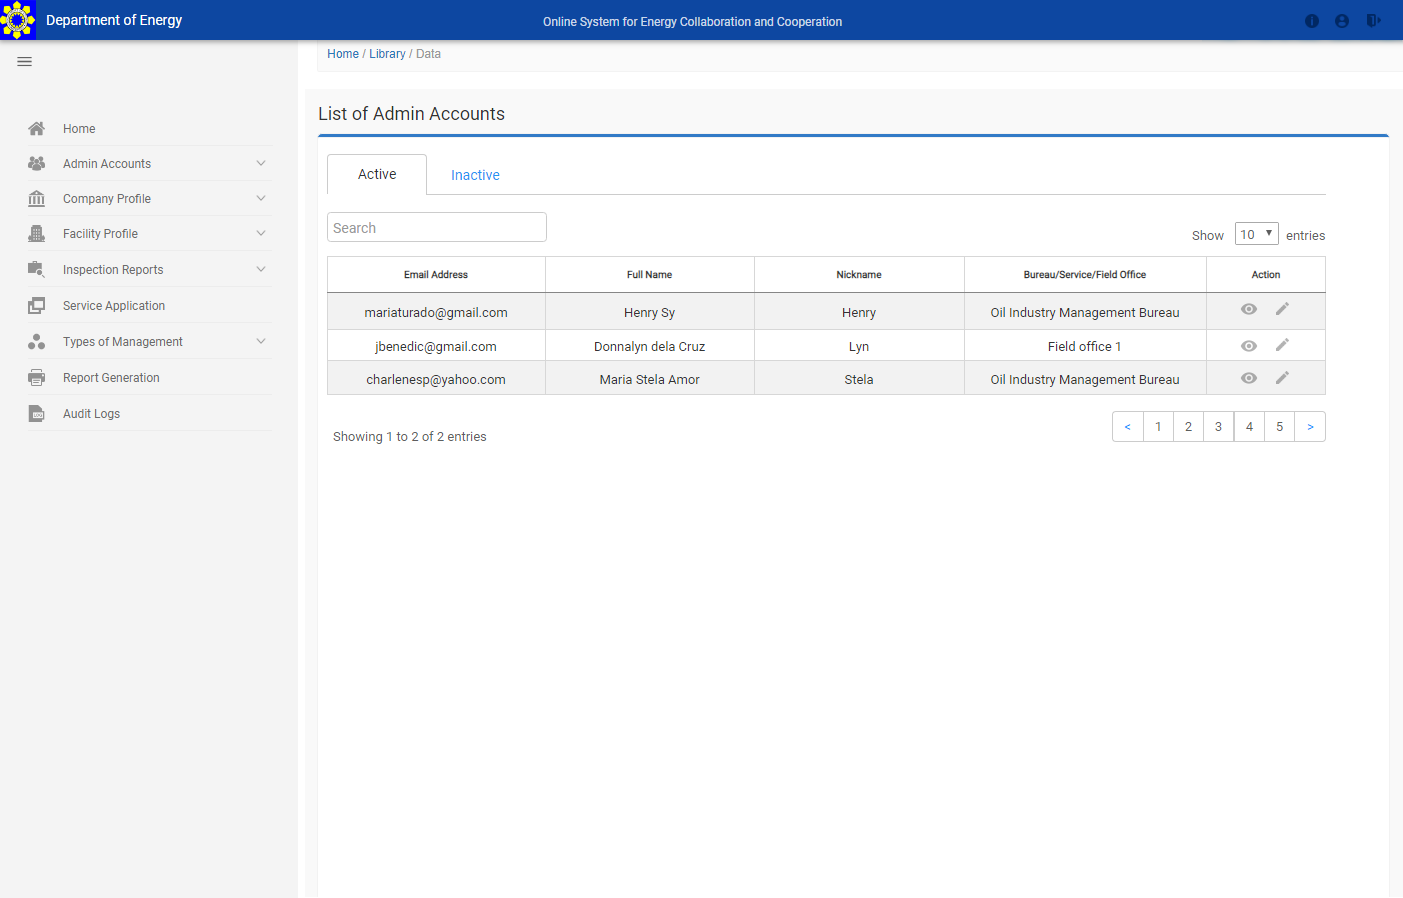 Department of Energy
Online System for Energy Collaboration and Cooperation
Home / Library / Data
Home
Admin Accounts
Company Profile
Facility Profile
Inspection Reports
Service Application
Types of Management
Report Generation
Audit Logs
List of Admin Accounts
Active Inactive
Search
Show 10 entries
Email Address Full Name Nickname Bureau/Service/Field Office Action
mariaturado@gmail.com Henry Sy Henry Oil Industry Management Bureau
jbenedic@gmail.com Donnalyn dela Cruz Lyn Field office 1
charlenesp@yahoo.com Maria Stela Amor Stela Oil Industry Management Bureau
Showing 1 to 2 of 2 entries
< 1 2 3 4 5 >